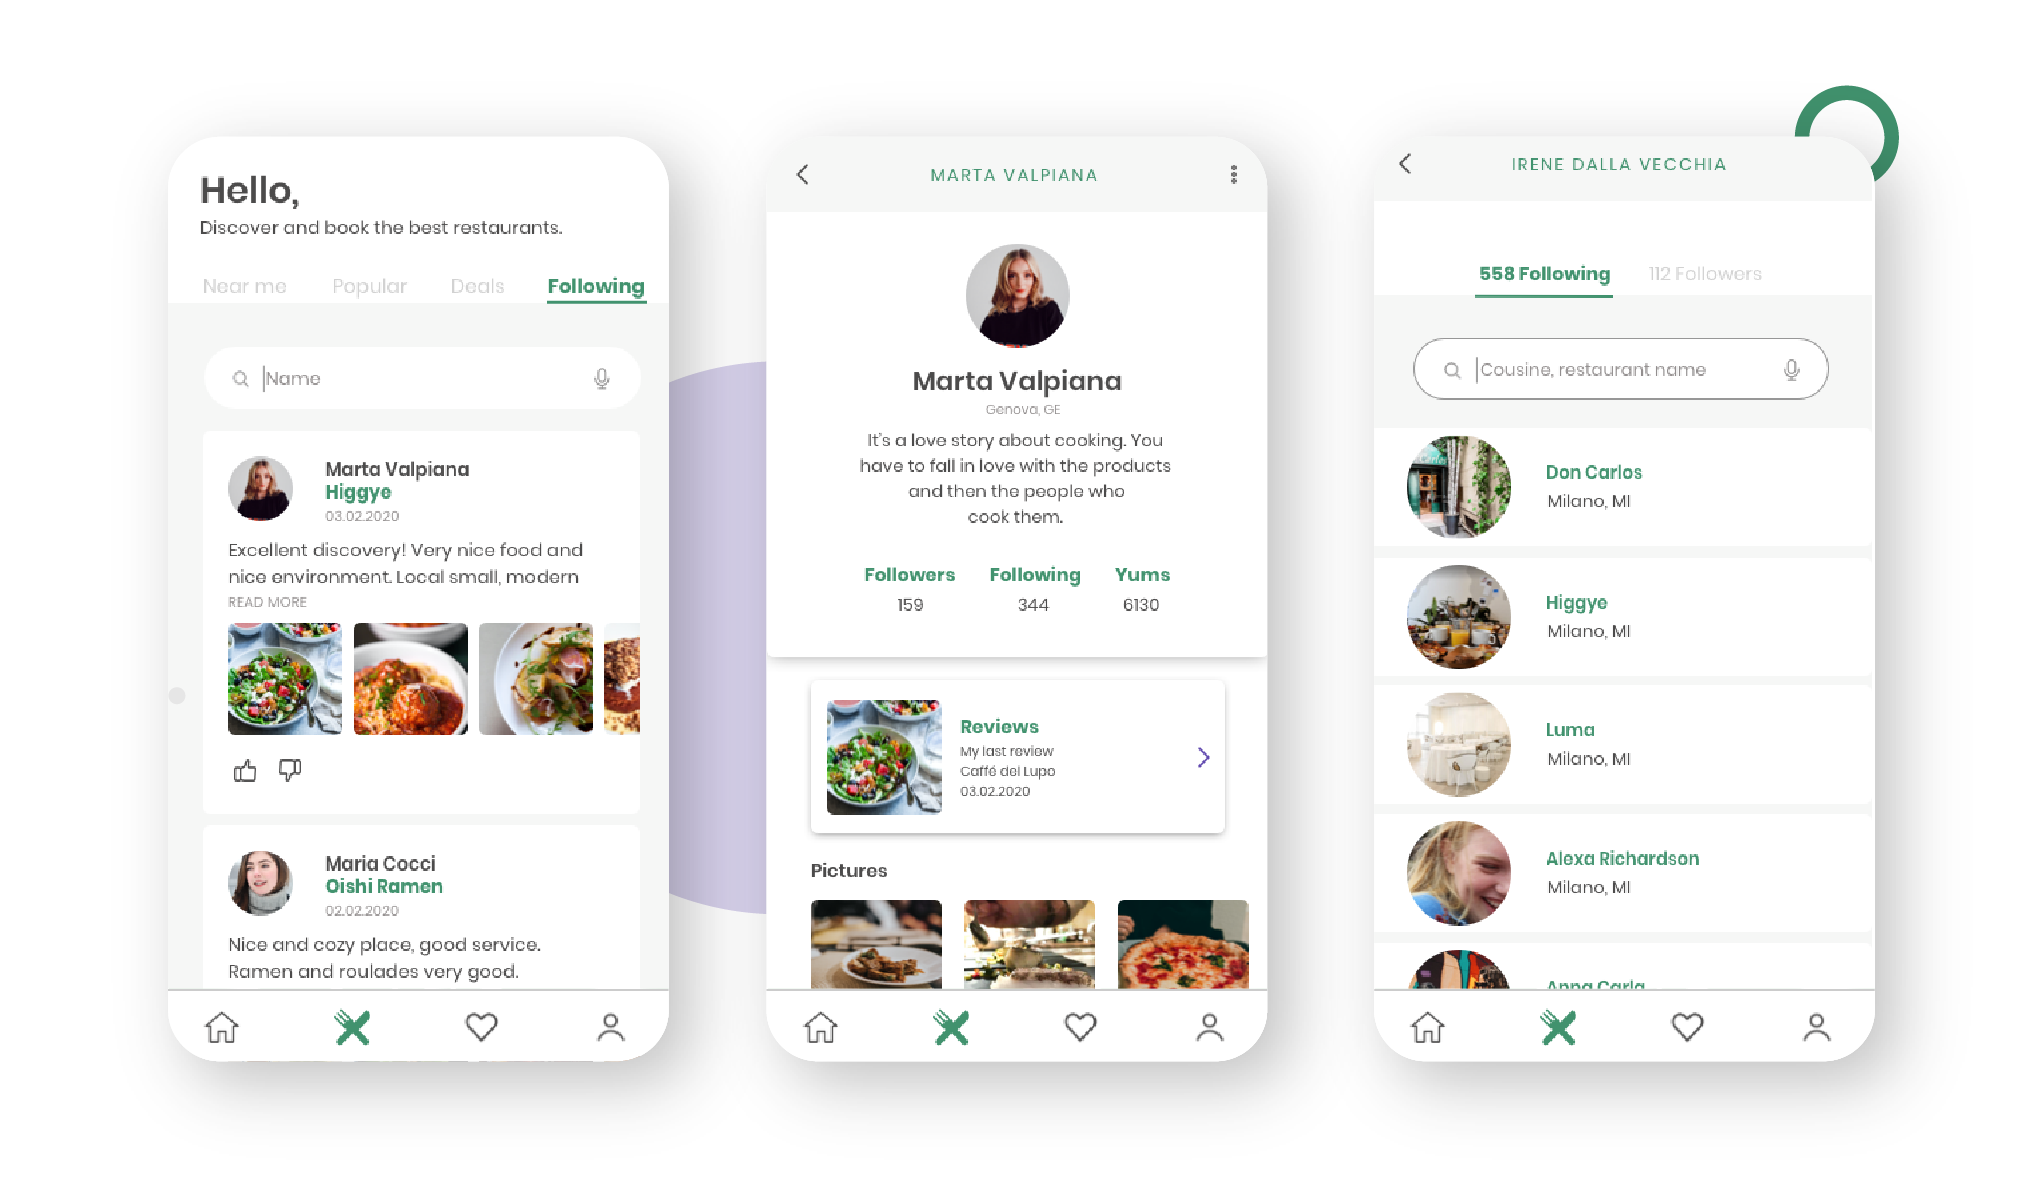 Hello,
Discover and book the best restaurants.
Near me Popular Deals Following
Name
Marta Valpiana
Higgye
03.02.2020
Excellent discovery! Very nice food and
nice environment. Local small, modern
READ MORE
Maria Cocci
Oishi Ramen
02.02.2020
Nice and cozy place, good service.
Ramen and roulades very good.
MARTA VALPIANA
Marta Valpiana
Genova, GE
It's a love story about cooking. You
have to fall in love with the products
and then the people who
cook them.
Followers Following Yums
159 344 6130
Reviews
My last review
Caffé del Lupo
03.02.2020
Pictures
IRENE DALLA VECCHIA
558 Following 112 Followers
Cousine, restaurant name
Don Carlos
Milano, MI
Higgye
Milano, MI
Luma
Milano, MI
Alexa Richardson
Milano, MI
Anna Carla